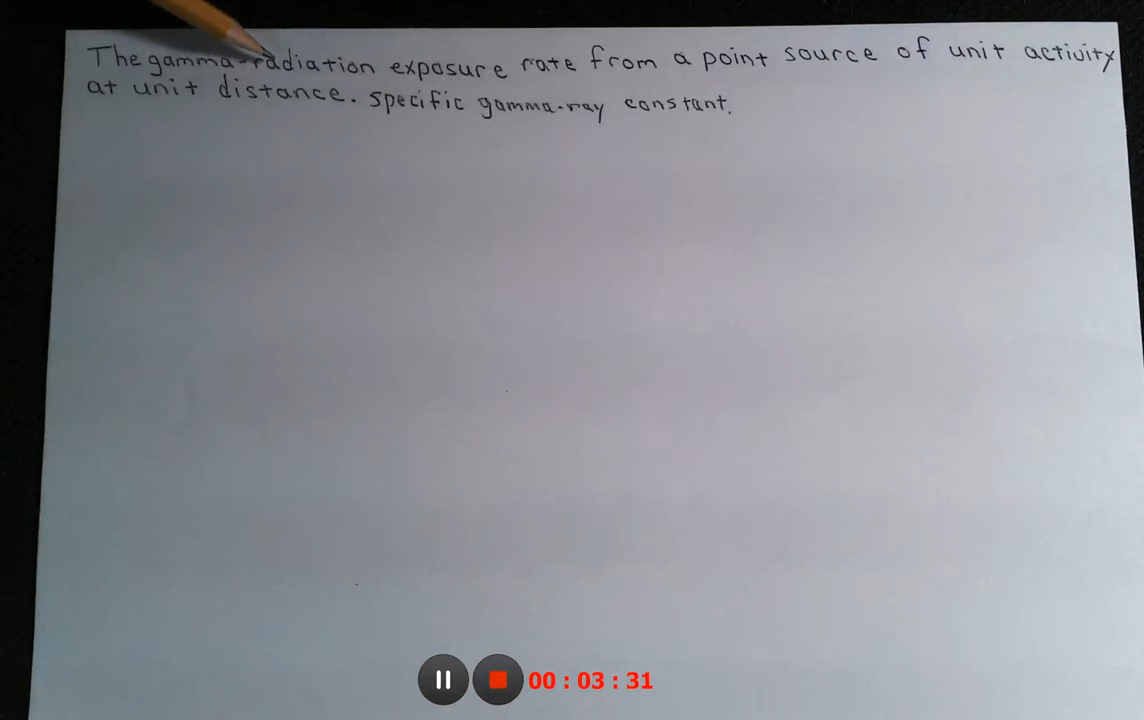 The gamma-radiation exposure rate from a point source of unit activity
at unit distance. specific gamma-ray constant.
00 : 03 : 31